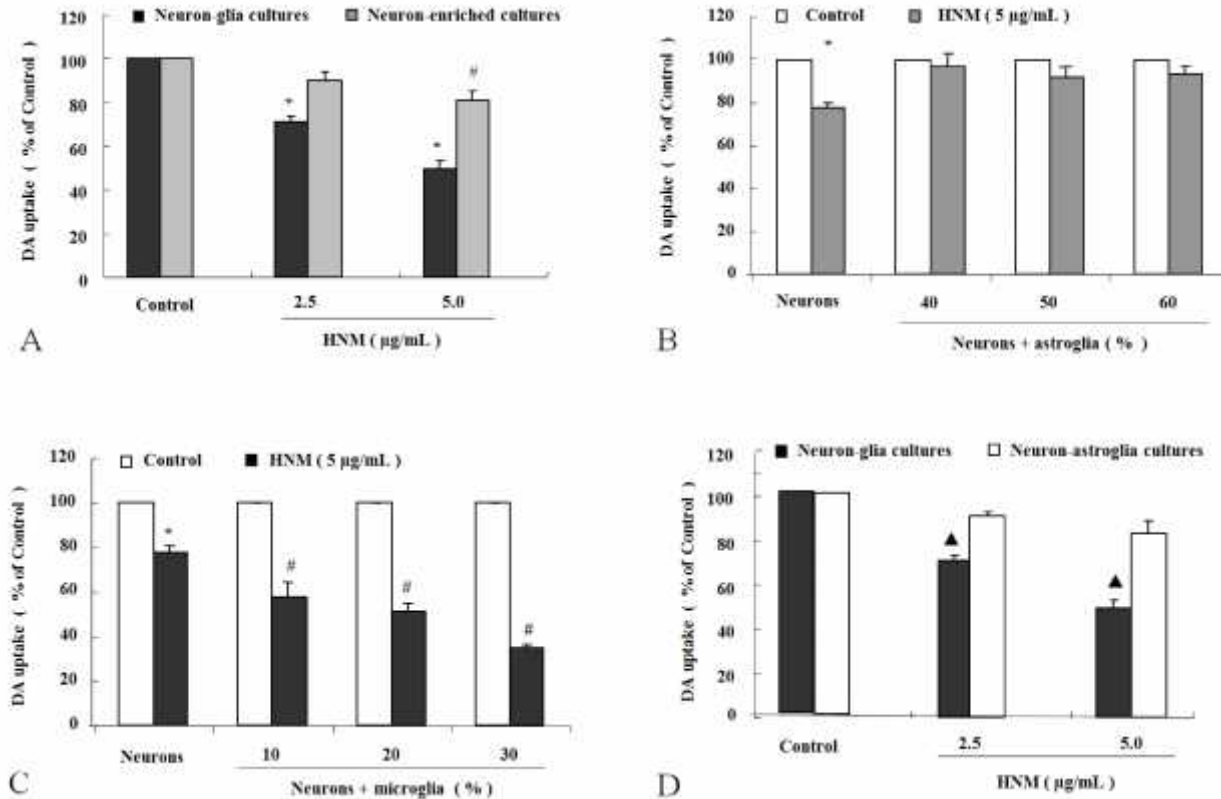 Neuron-glia cultures Neuron-enriched cultures
120
100
80
60
40
20
0
DA uptake ( % of Control )
* * #
Control 2.5 5.0
HNM ( µg/mL )
A
Control HNM ( 5 µg/mL )
120
100
80
60
40
20
0
DA uptake ( % of Control )
*
Neurons 40 50 60
Neurons + astroglia ( % )
B
Control HNM ( 5 µg/mL )
120
100
80
60
40
20
0
DA uptake ( % of Control )
* # # #
Neurons 10 20 30
Neurons + microglia ( % )
C
Neuron-glia cultures Neuron-astroglia cultures
120
100
80
60
40
20
0
DA uptake ( % of Control )
▲ ▲
Control 2.5 5.0
HNM ( µg/mL )
D